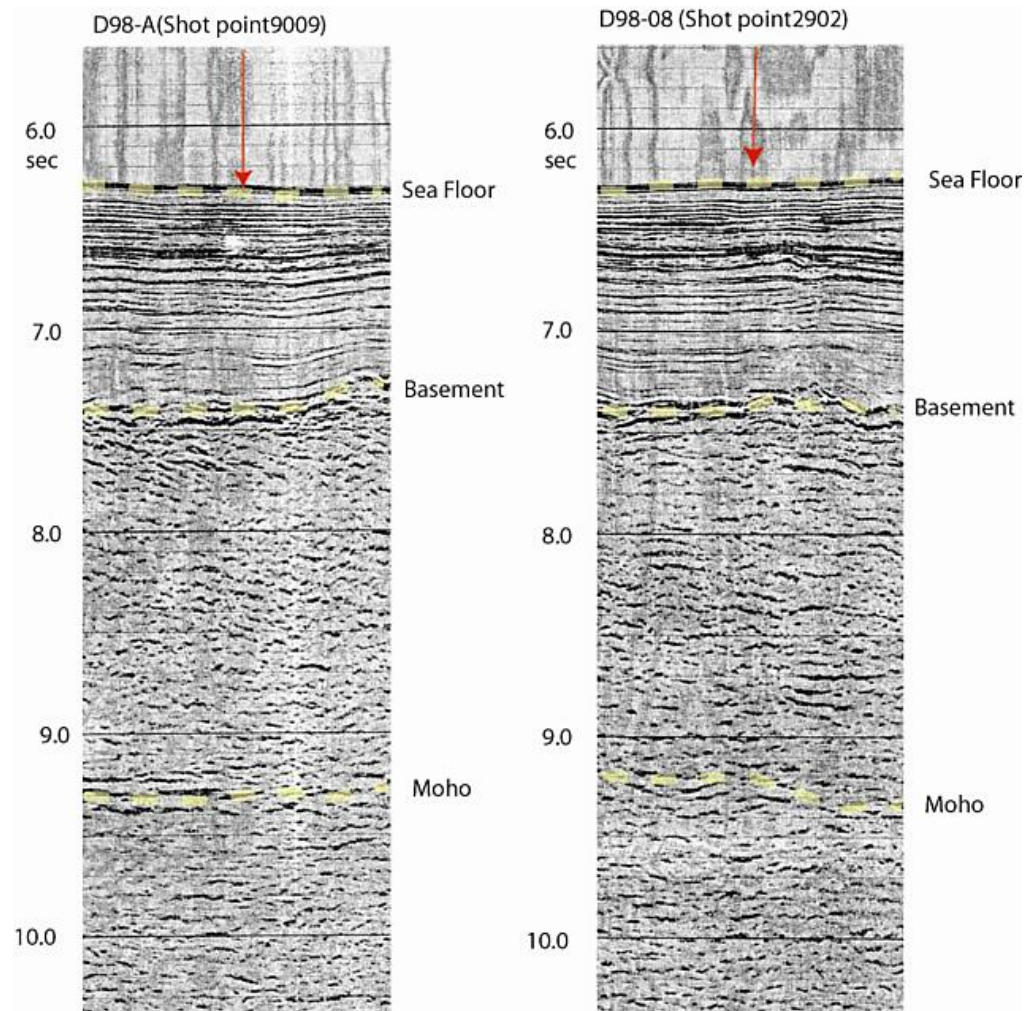 D98-A(Shot point9009)
6.0
sec
Sea Floor
7.0
Basement
8.0
9.0
Moho
10.0
D98-08 (Shot point2902)
6.0
sec
Sea Floor
7.0
Basement
8.0
9.0
Moho
10.0